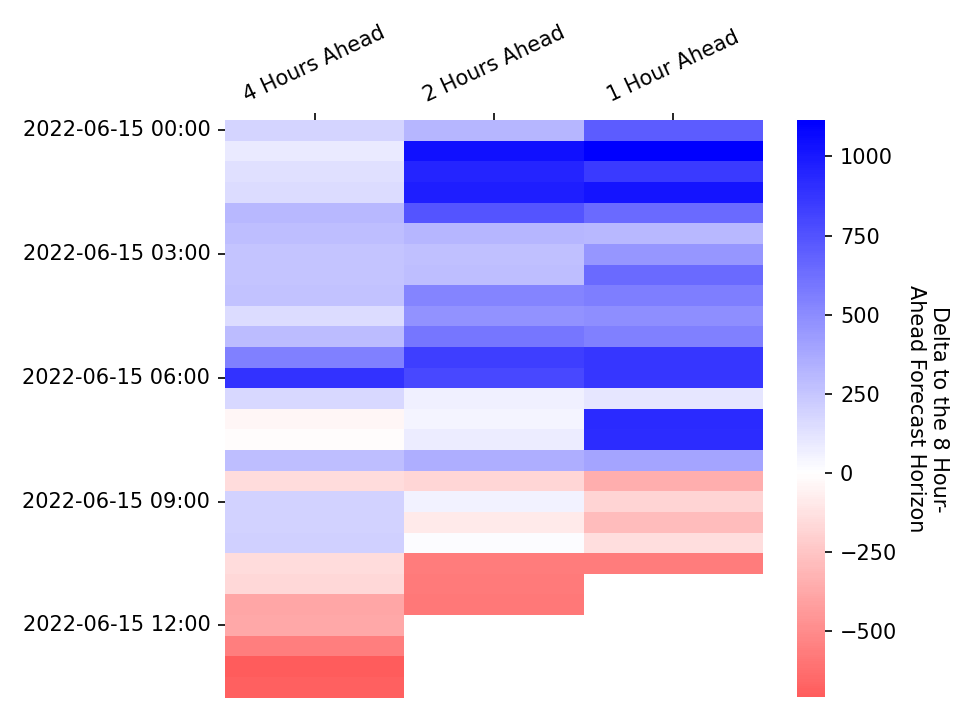 4 Hours Ahead
2 Hours Ahead
1 Hour Ahead
2022-06-15 00:00
2022-06-15 03:00
2022-06-15 06:00
2022-06-15 09:00
2022-06-15 12:00
1000
750
500
250
0
−250
−500
Delta to the 8 Hour-
Ahead Forecast Horizon